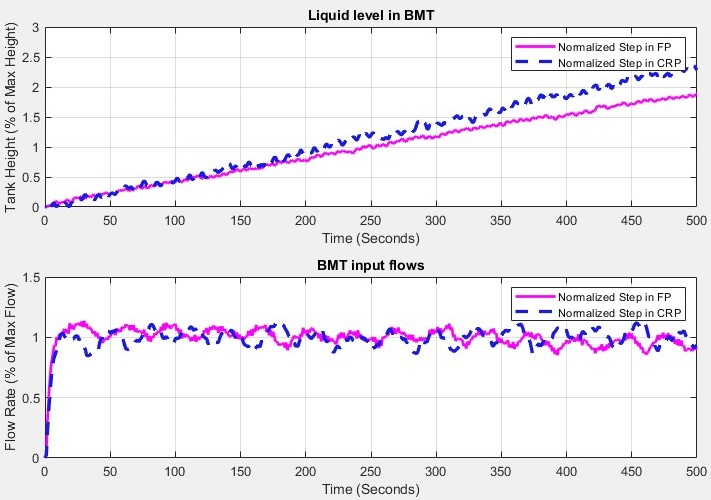 Liquid level in BMT
Tank Height (% of Max Height)
3
2.5
2
1.5
1
0.5
0
Normalized Step in FP
Normalized Step in CRP
0 50 100 150 200 250 300 350 400 450 500
Time (Seconds)
BMT input flows
Flow Rate (% of Max Flow)
1.5
1
0.5
0
Normalized Step in FP
Normalized Step in CRP
0 50 100 150 200 250 300 350 400 450 500
Time (Seconds)